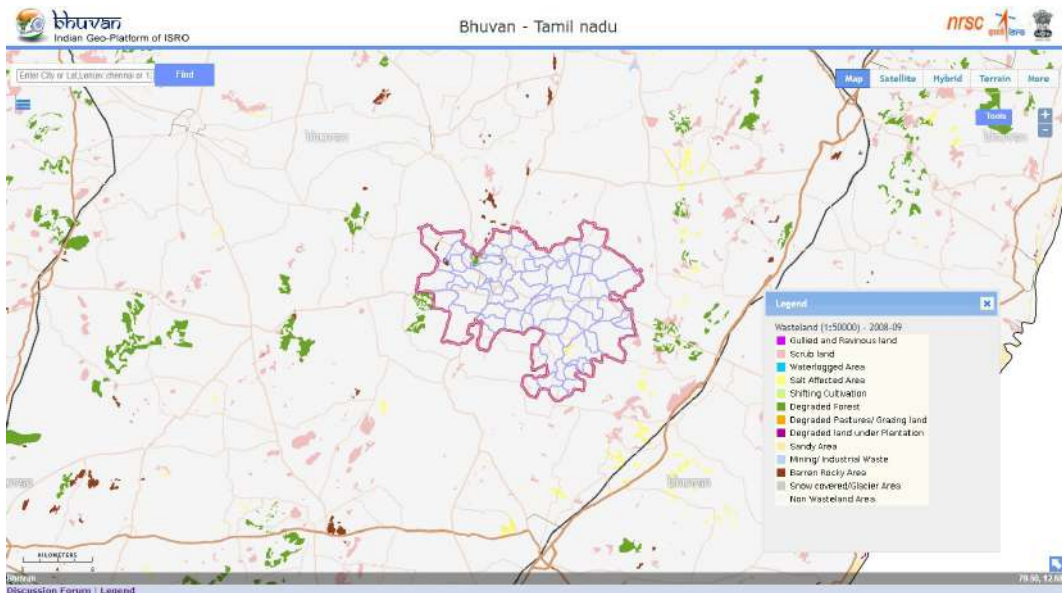 bhuvan
Indian Geo-Platform of ISRO
Bhuvan - Tamil nadu
nrsc
isro
Find
Map Satellite Hybrid Terrain More
Tools
bhuvan
bhuvan
Legend
Wasteland (1:50000) - 2008-09
Gullied and Ravinous land
Scrub land
Waterlogged Area
Salt Affected Area
Shifting Cultivation
Degraded Forest
Degraded Pastures/ Grazing land
Degraded land under Plantation
Sandy Area
Mining/ Industrial Waste
Barren Rocky Area
Snow covered/Glacier Area
Non Wasteland Area
bhuvan
KILOMETERS
Discussion Forum | Legend